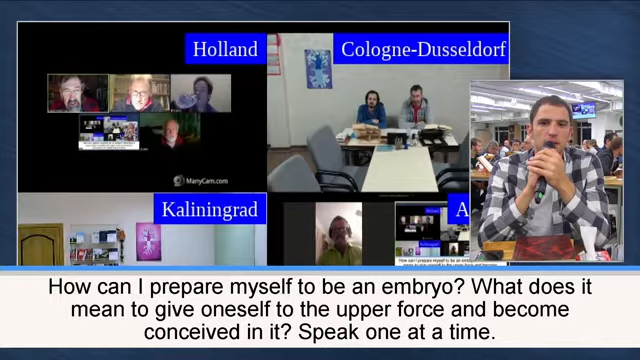 Holland
Cologne-Dusseldorf
ManyCam.com
Kaliningrad
A
How can I prepare myself to be an embryo? What does it
mean to give oneself to the upper force and become
conceived in it? Speak one at a time.